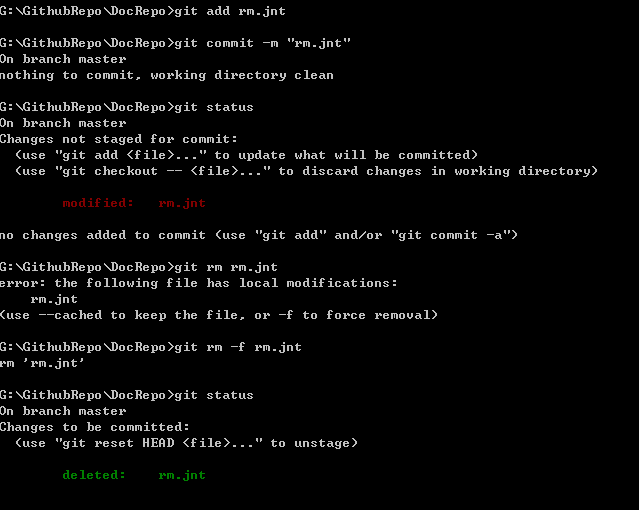 G:\GithubRepo\DocRepo>git add rm.jnt
G:\GithubRepo\DocRepo>git commit -m "rm.jnt"
On branch master
nothing to commit, working directory clean
G:\GithubRepo\DocRepo>git status
On branch master
Changes not staged for commit:
(use "git add <file>..." to update what will be committed)
(use "git checkout -- <file>..." to discard changes in working directory)
modified: rm.jnt
no changes added to commit (use "git add" and/or "git commit -a")
G:\GithubRepo\DocRepo>git rm rm.jnt
error: the following file has local modifications:
rm.jnt
(use --cached to keep the file, or -f to force removal)
G:\GithubRepo\DocRepo>git rm -f rm.jnt
rm 'rm.jnt'
G:\GithubRepo\DocRepo>git status
On branch master
Changes to be committed:
(use "git reset HEAD <file>..." to unstage)
deleted: rm.jnt